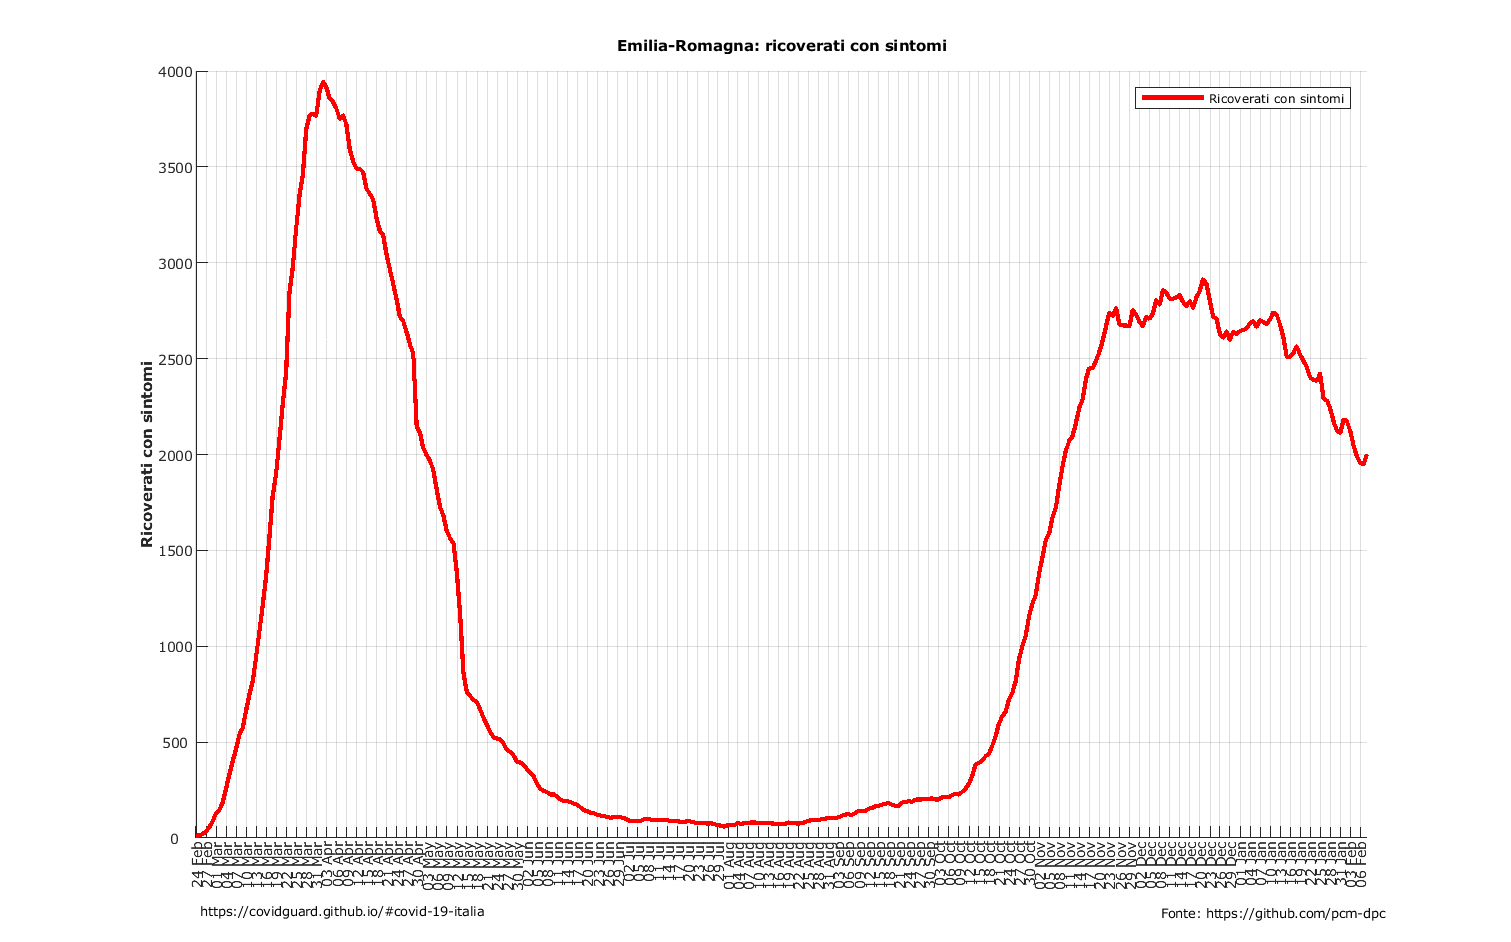 Emilia-Romagna: ricoverati con sintomi
Ricoverati con sintomi
Ricoverati con sintomi
4000
3500
3000
2500
2000
1500
1000
500
0
24 Feb
27 Feb
01 Mar
04 Mar
07 Mar
10 Mar
13 Mar
16 Mar
19 Mar
22 Mar
25 Mar
28 Mar
31 Mar
03 Apr
06 Apr
09 Apr
12 Apr
15 Apr
18 Apr
21 Apr
24 Apr
27 Apr
30 Apr
03 May
06 May
09 May
12 May
15 May
18 May
21 May
24 May
27 May
30 May
02 Jun
05 Jun
08 Jun
11 Jun
14 Jun
17 Jun
20 Jun
23 Jun
26 Jun
29 Jun
02 Jul
05 Jul
08 Jul
11 Jul
14 Jul
17 Jul
20 Jul
23 Jul
26 Jul
29 Jul
01 Aug
04 Aug
07 Aug
10 Aug
13 Aug
16 Aug
19 Aug
22 Aug
25 Aug
28 Aug
31 Aug
03 Sep
06 Sep
09 Sep
12 Sep
15 Sep
18 Sep
21 Sep
24 Sep
27 Sep
30 Sep
03 Oct
06 Oct
09 Oct
12 Oct
15 Oct
18 Oct
21 Oct
24 Oct
27 Oct
30 Oct
02 Nov
05 Nov
08 Nov
11 Nov
14 Nov
17 Nov
20 Nov
23 Nov
26 Nov
29 Nov
02 Dec
05 Dec
08 Dec
11 Dec
14 Dec
17 Dec
20 Dec
23 Dec
26 Dec
29 Dec
01 Jan
04 Jan
07 Jan
10 Jan
13 Jan
16 Jan
19 Jan
22 Jan
25 Jan
28 Jan
31 Jan
03 Feb
06 Feb
https://covidguard.github.io/#covid-19-italia
Fonte: https://github.com/pcm-dpc